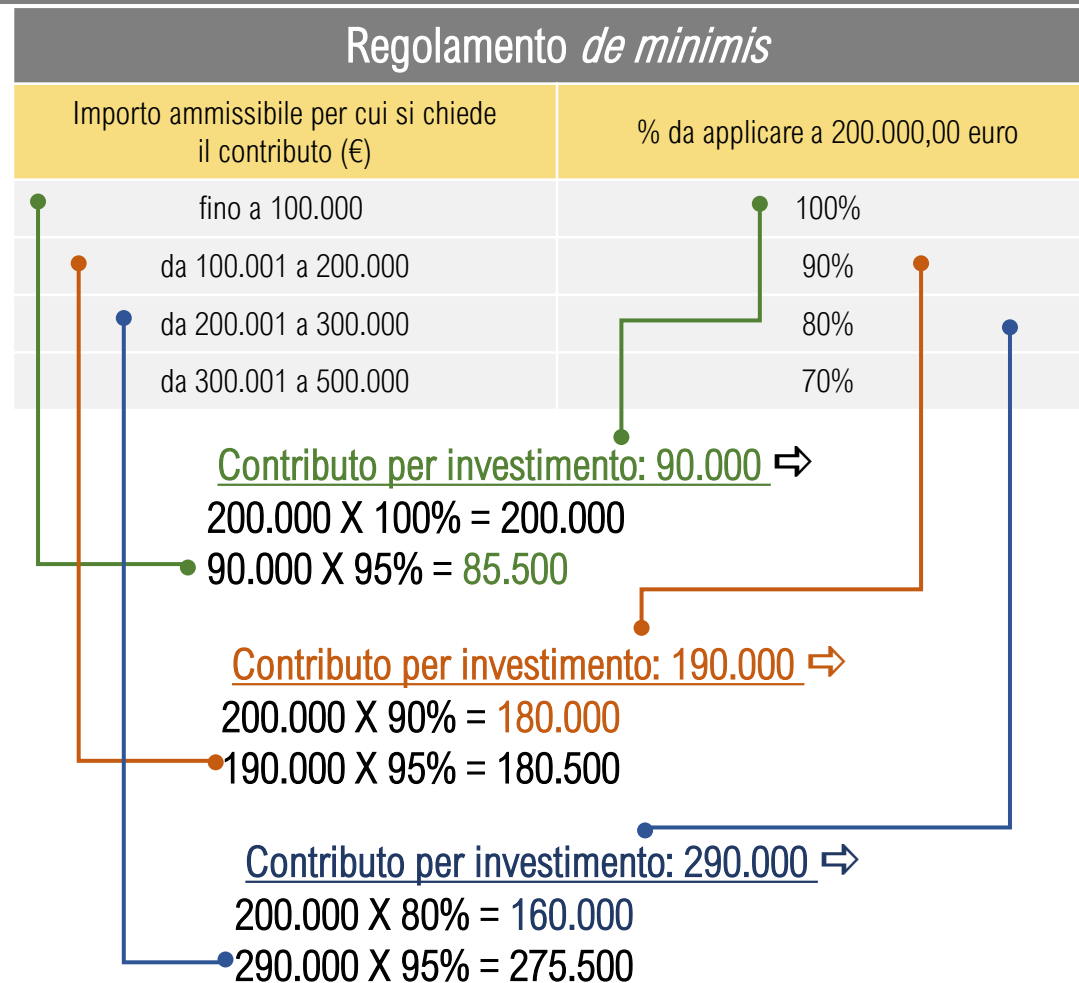 Regolamento de minimis
Importo ammissibile per cui si chiede
il contributo (€)
% da applicare a 200.000,00 euro
fino a 100.000
100%
da 100.001 a 200.000
90%
da 200.001 a 300.000
80%
da 300.001 a 500.000
70%
Contributo per investimento: 90.000
200.000 X 100% = 200.000
90.000 X 95% = 85.500
Contributo per investimento: 190.000
200.000 X 90% = 180.000
190.000 X 95% = 180.500
Contributo per investimento: 290.000
200.000 X 80% = 160.000
290.000 X 95% = 275.500